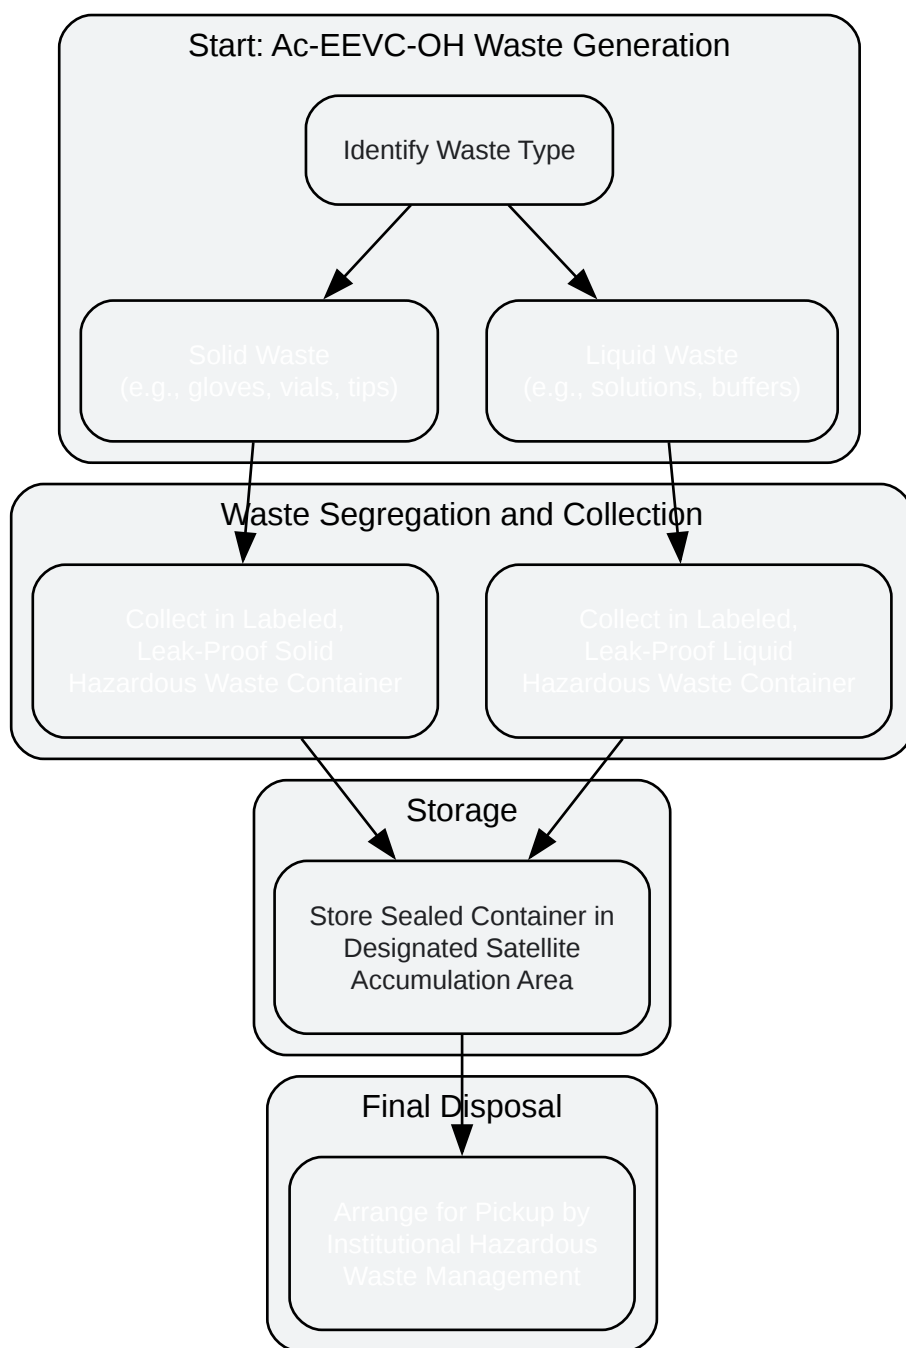 Start: Ac-EEVC-OH Waste Generation
Identify Waste Type
Solid Waste
(e.g., gloves, vials, tips)
Liquid Waste
(e.g., solutions, buffers)
Waste Segregation and Collection
Collect in Labeled,
Leak-Proof Solid
Hazardous Waste Container
Collect in Labeled,
Leak-Proof Liquid
Hazardous Waste Container
Storage
Store Sealed Container in
Designated Satellite
Accumulation Area
Final Disposal
Arrange for Pickup by
Institutional Hazardous
Waste Management